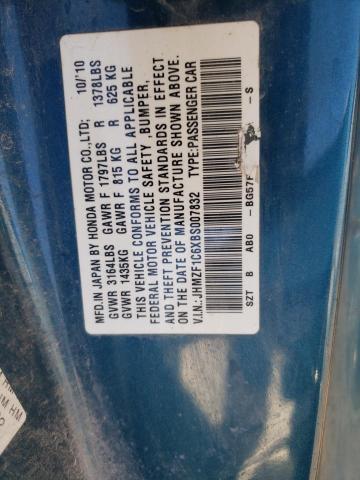 MFD.IN JAPAN BY HONDA MOTOR CO.,LTD; 10/'10
GVWR 3164LBS GAWR F 1797LBS R 1378LBS
GVWR 1435KG GAWR F 815 KG R 625 KG
THIS VEHICLE CONFORMS TO ALL APPLICABLE
FEDERAL MOTOR VEHICLE SAFETY ,BUMPER,
AND THEFT PREVENTION STANDARDS IN EFFECT
ON THE DATE OF MANUFACTURE SHOWN ABOVE.
V.I.N.: JHMZF1C6XBS007832 TYPE:PASSENGER CAR
SZT B AB0 -BG57F -S
HM